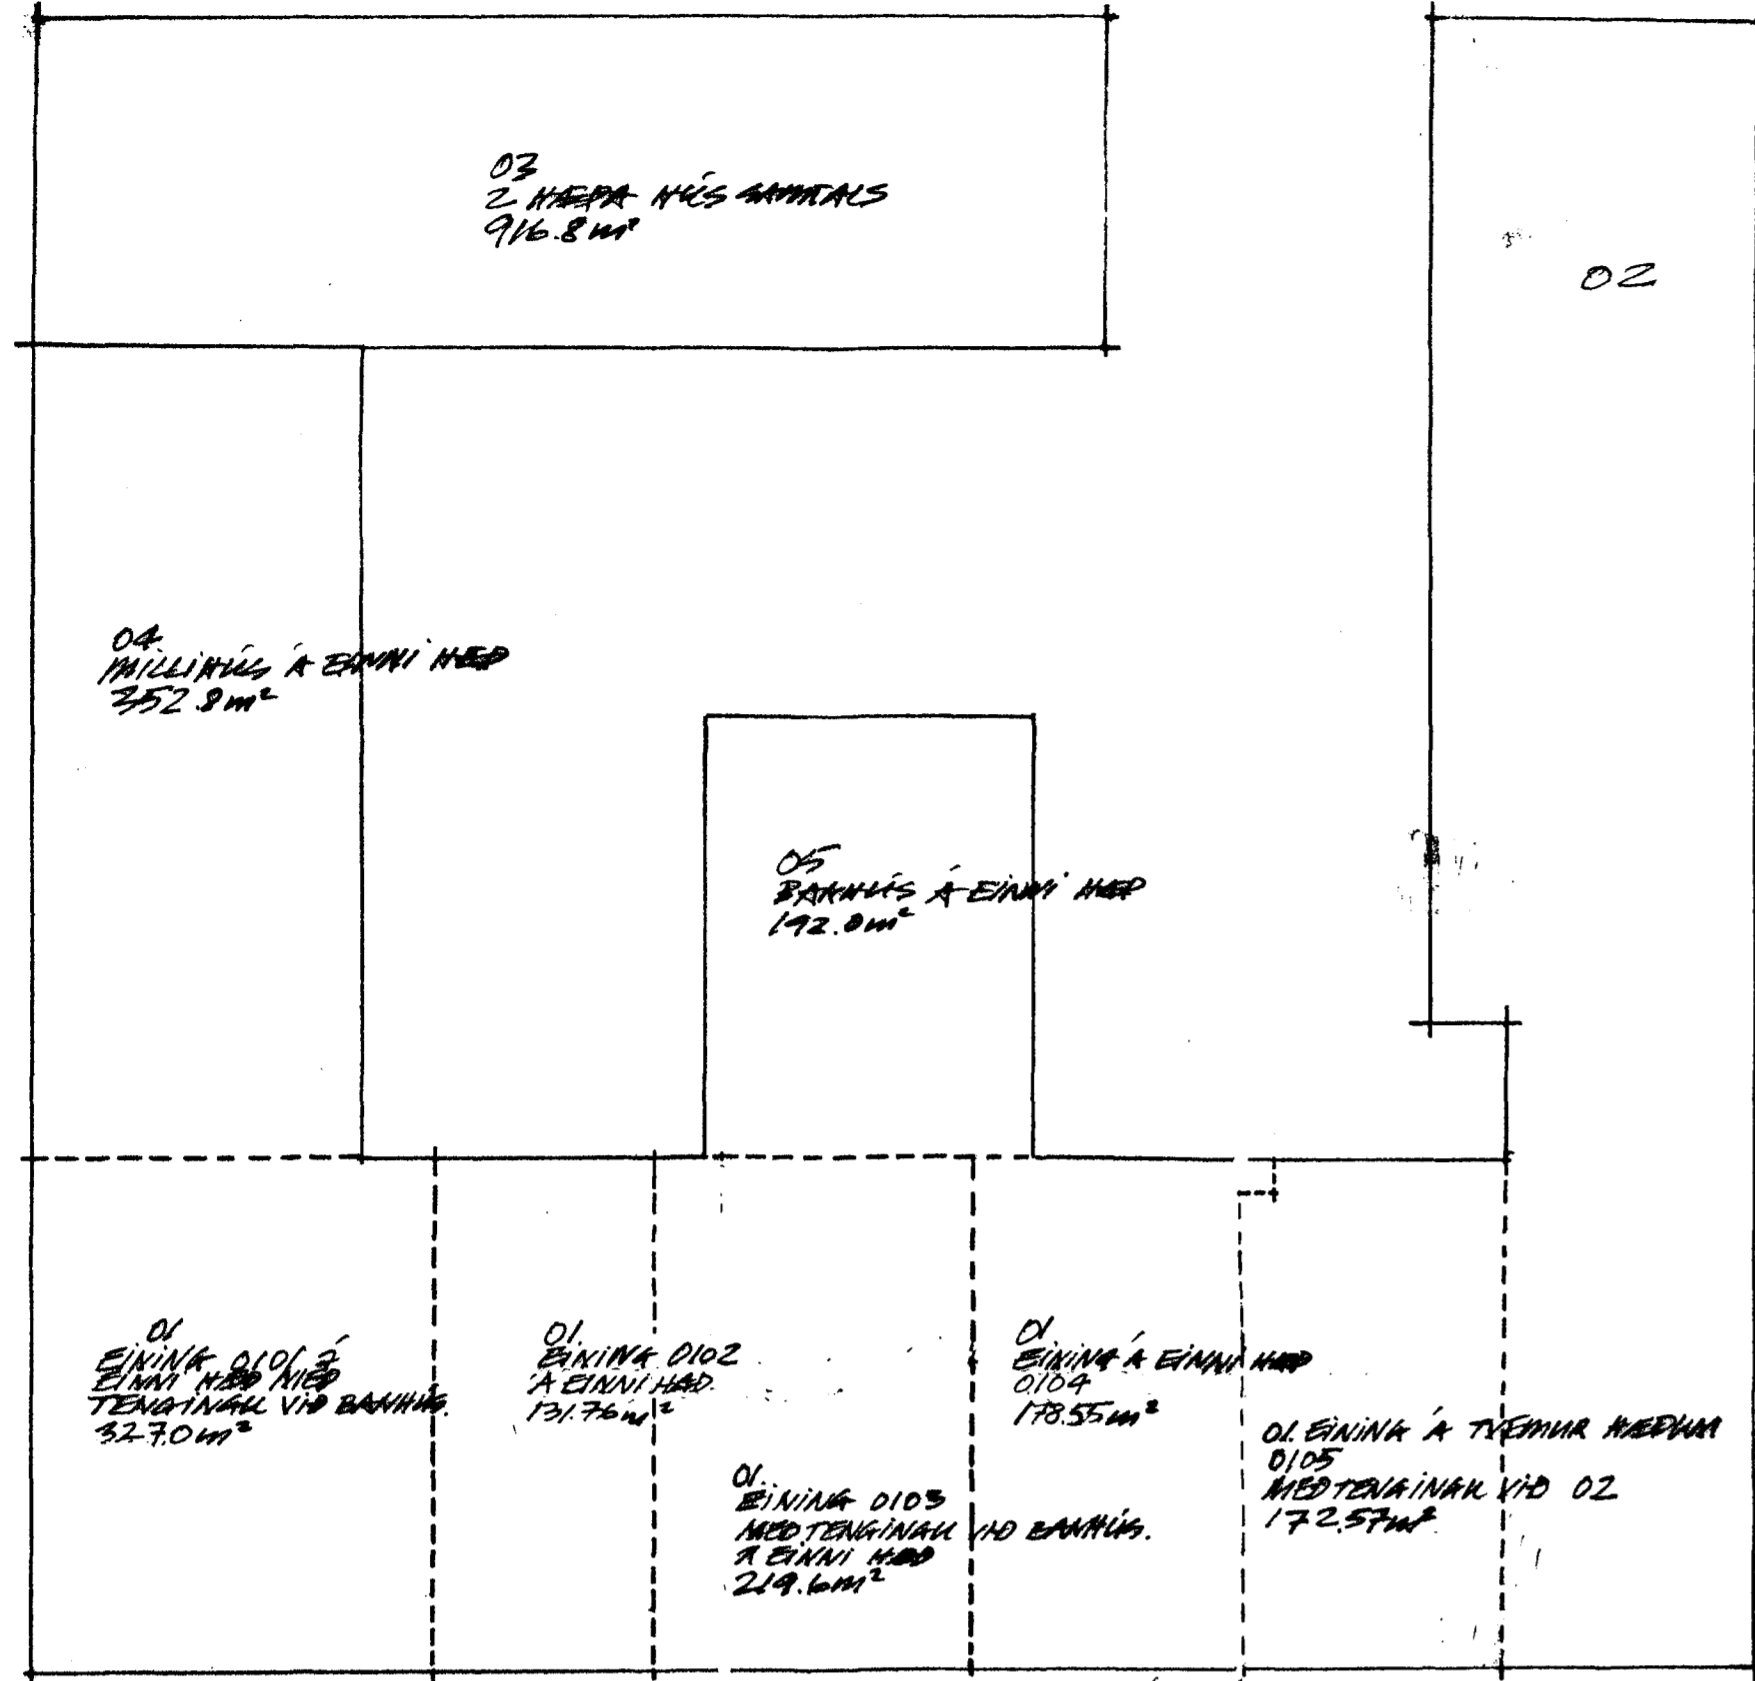 03
2 HÆÐA HÚS SAMTALS
916.8 m²
02
04
MILLIHÚS Á EINNI HÆÐ
352.8 m²
05
BAKHÚS Á EINNI HÆÐ
192.0 m²
01
EINING 0101 Á
EINNI HÆÐ MEÐ
TENGINGU VIÐ BAKHÚS.
327.0 m²
01.
EINING 0102
Á EINNI HÆÐ.
131.76 m²
01.
EINING 0103
MEÐ TENGINGU VIÐ BAKHÚS.
Á EINNI HÆÐ
219.6 m²
01
EINING Á EINNI HÆÐ
0104
178.55 m²
01. EINING Á TVEIMUR HÆÐUM
0105
MEÐ TENGINGU VIÐ 02
172.57 m²